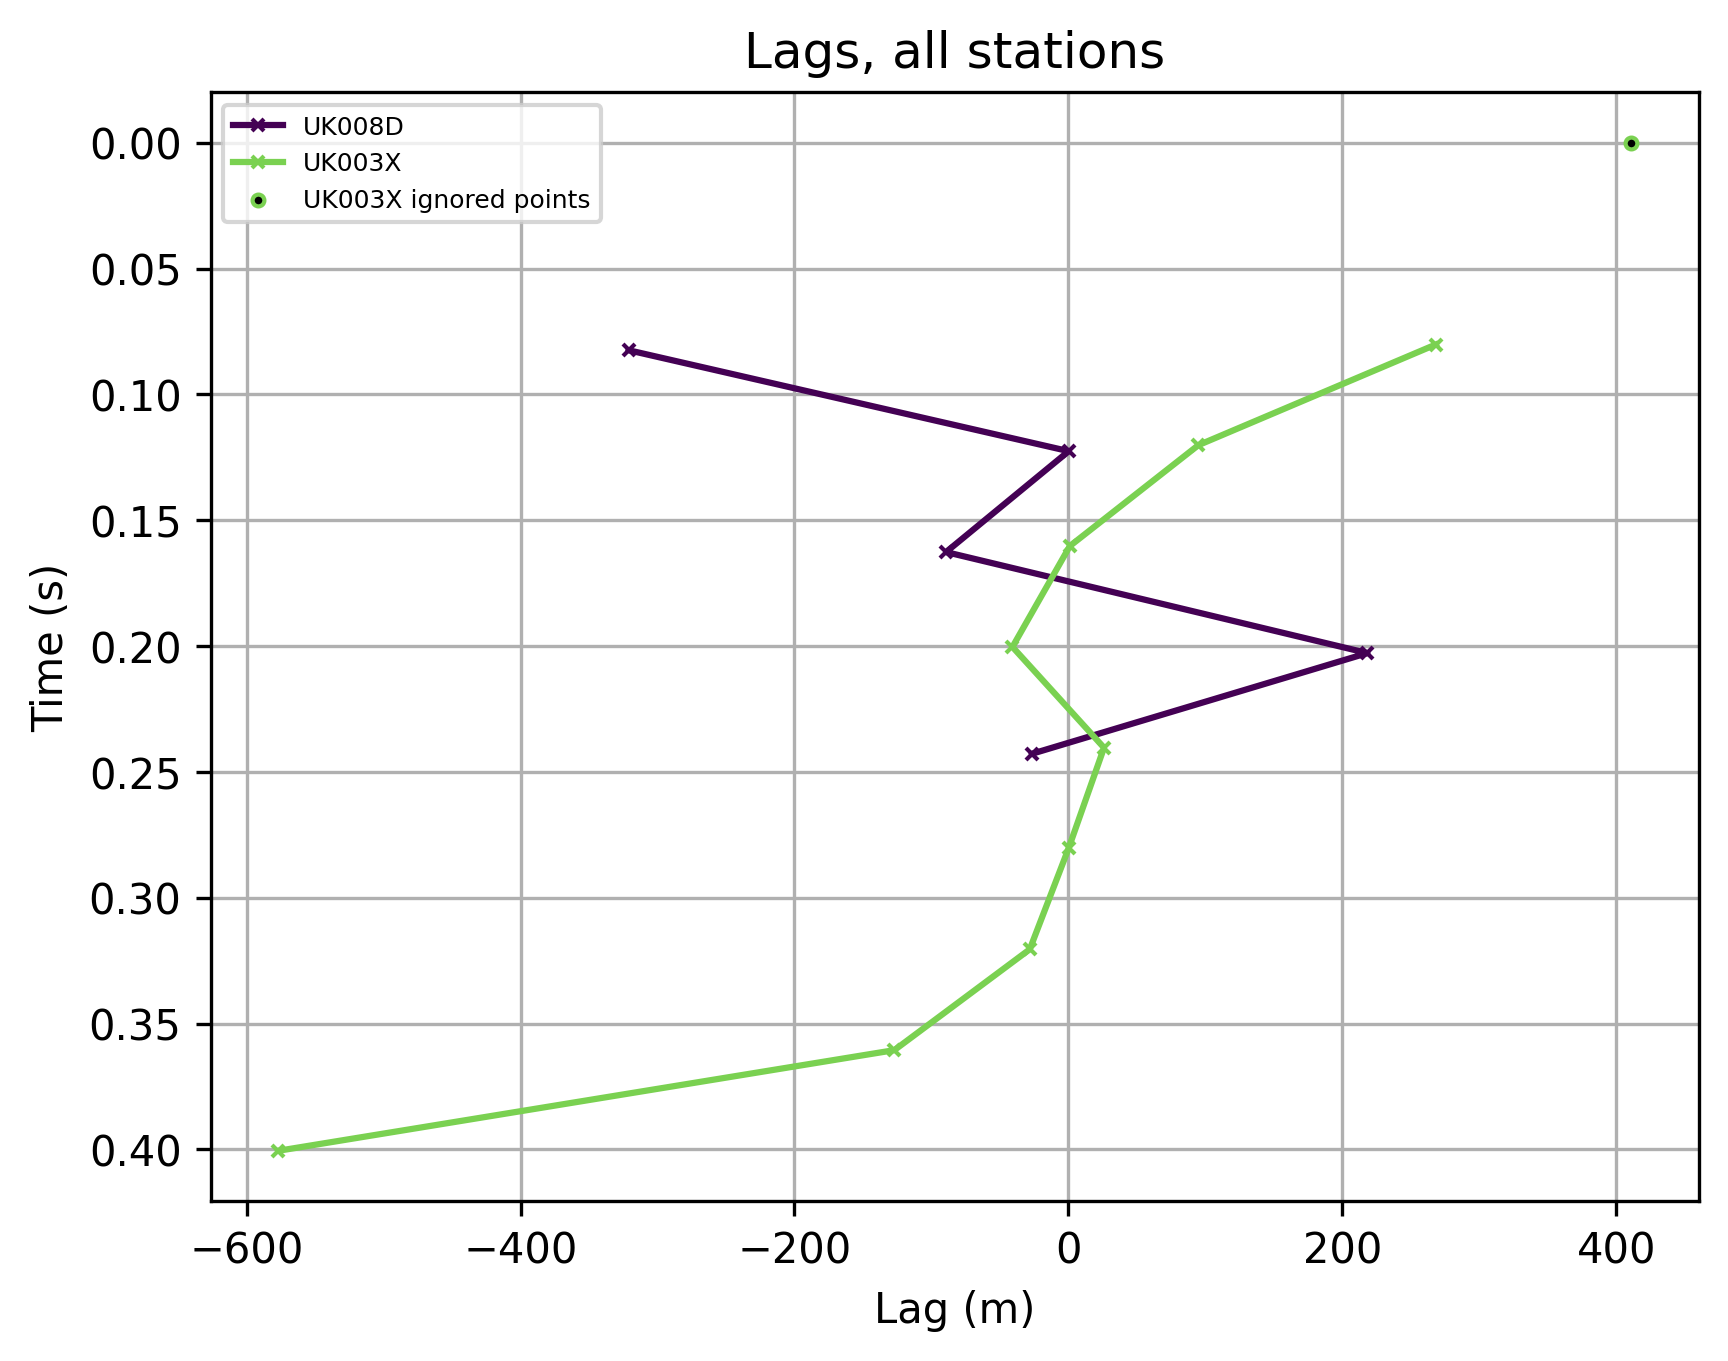 Lags, all stations
UK008D
UK003X
UK003X ignored points
0.00
0.05
0.10
0.15
0.20
0.25
0.30
0.35
0.40
Time (s)
−600
−400
−200
0
200
400
Lag (m)